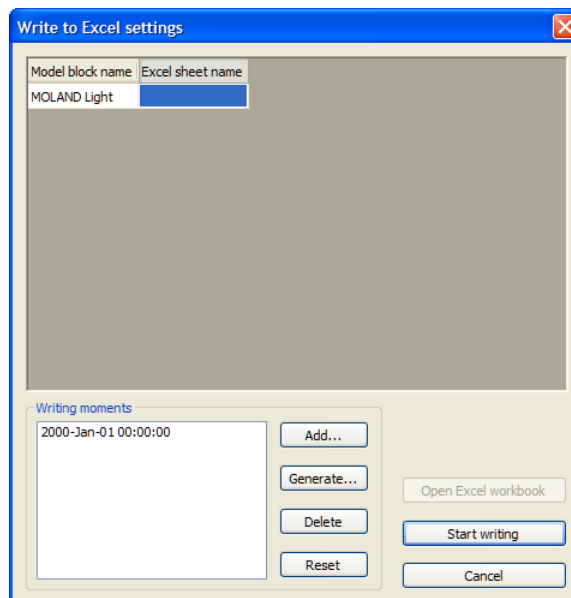 Write to Excel settings
Model block name Excel sheet name
MOLAND Light
Writing moments
2000-Jan-01 00:00:00
Add...
Generate...
Delete
Reset
Open Excel workbook
Start writing
Cancel